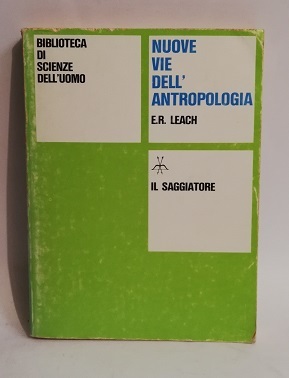 BIBLIOTECA
DI
SCIENZE
DELL'UOMO
NUOVE
VIE
DELL'
ANTROPOLOGIA
E.R. LEACH
IL SAGGIATORE